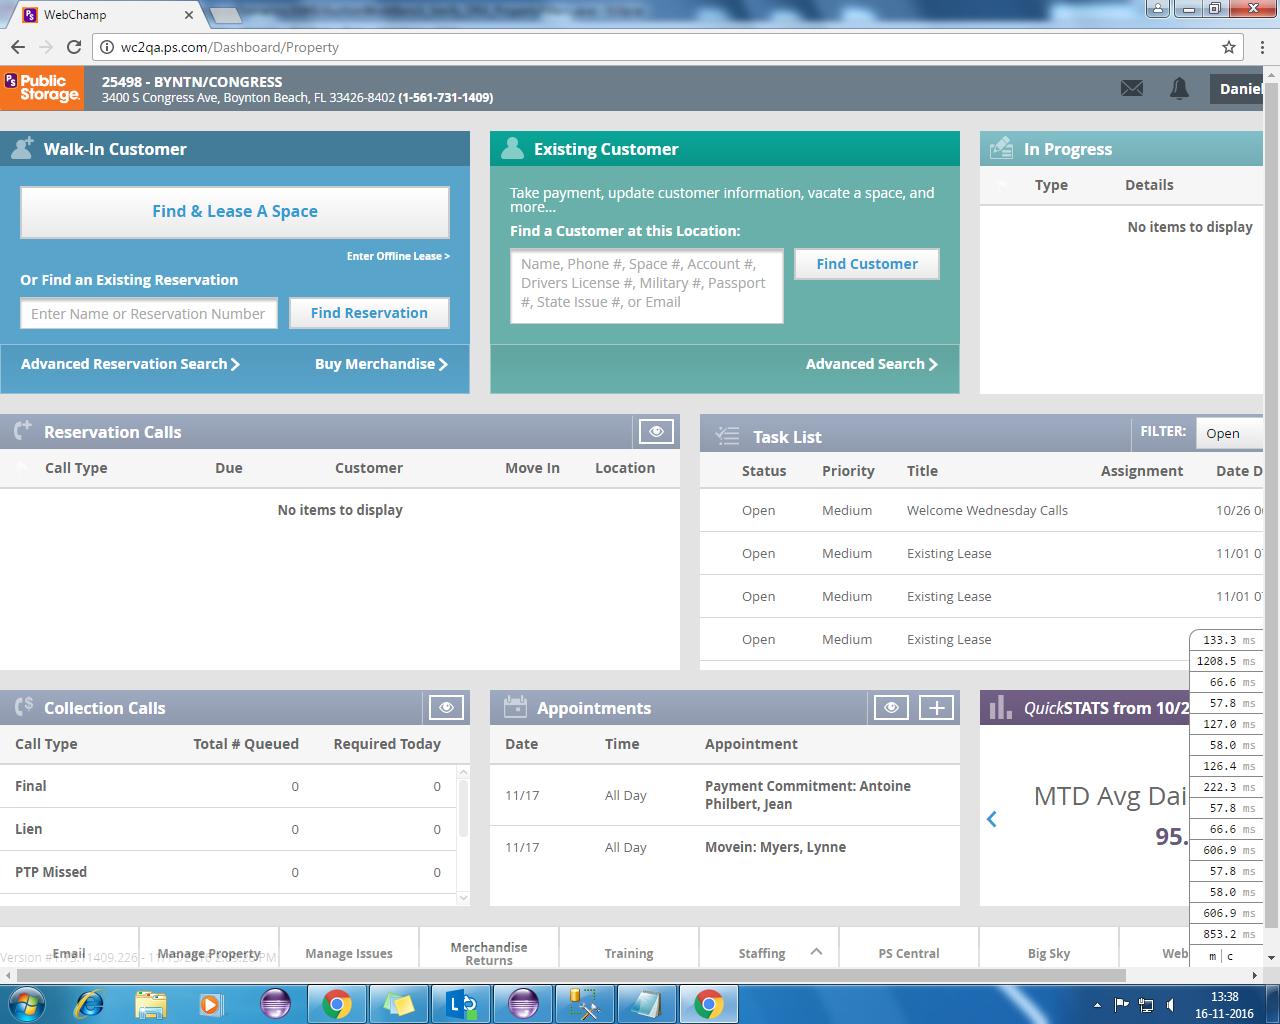 WebChamp
wc2qa.ps.com/Dashboard/Property
PS Public Storage
25498 - BYNTN/CONGRESS
3400 S Congress Ave, Boynton Beach, FL 33426-8402 (1-561-731-1409)
Daniel
Walk-In Customer
Find & Lease A Space
Enter Offline Lease >
Or Find an Existing Reservation
Enter Name or Reservation Number
Find Reservation
Advanced Reservation Search
Buy Merchandise
Existing Customer
Take payment, update customer information, vacate a space, and
more...
Find a Customer at this Location:
Name, Phone #, Space #, Account #,
Drivers License #, Military #, Passport
#, State Issue #, or Email
Find Customer
Advanced Search
In Progress
Type Details
No items to display
Reservation Calls
Call Type Due Customer Move In Location
No items to display
Task List
FILTER: Open
Status Priority Title Assignment Date D
Open Medium Welcome Wednesday Calls 10/26
Open Medium Existing Lease 11/01
Open Medium Existing Lease 11/01
Open Medium Existing Lease
Collection Calls
Call Type Total # Queued Required Today
Final 0 0
Lien 0 0
PTP Missed 0 0
Appointments
Date Time Appointment
11/17 All Day Payment Commitment: Antoine
Philbert, Jean
11/17 All Day Movein: Myers, Lynne
QuickSTATS from 10/2
MTD Avg Dai
95.
133.3 ms
1208.5 ms
66.6 ms
57.8 ms
127.0 ms
58.0 ms
126.4 ms
222.3 ms
57.8 ms
66.6 ms
606.9 ms
57.8 ms
58.0 ms
606.9 ms
853.2 ms
m | c
Email
Manage Property
Manage Issues
Merchandise
Returns
Training
Staffing
PS Central
Big Sky
Web
13:38
16-11-2016